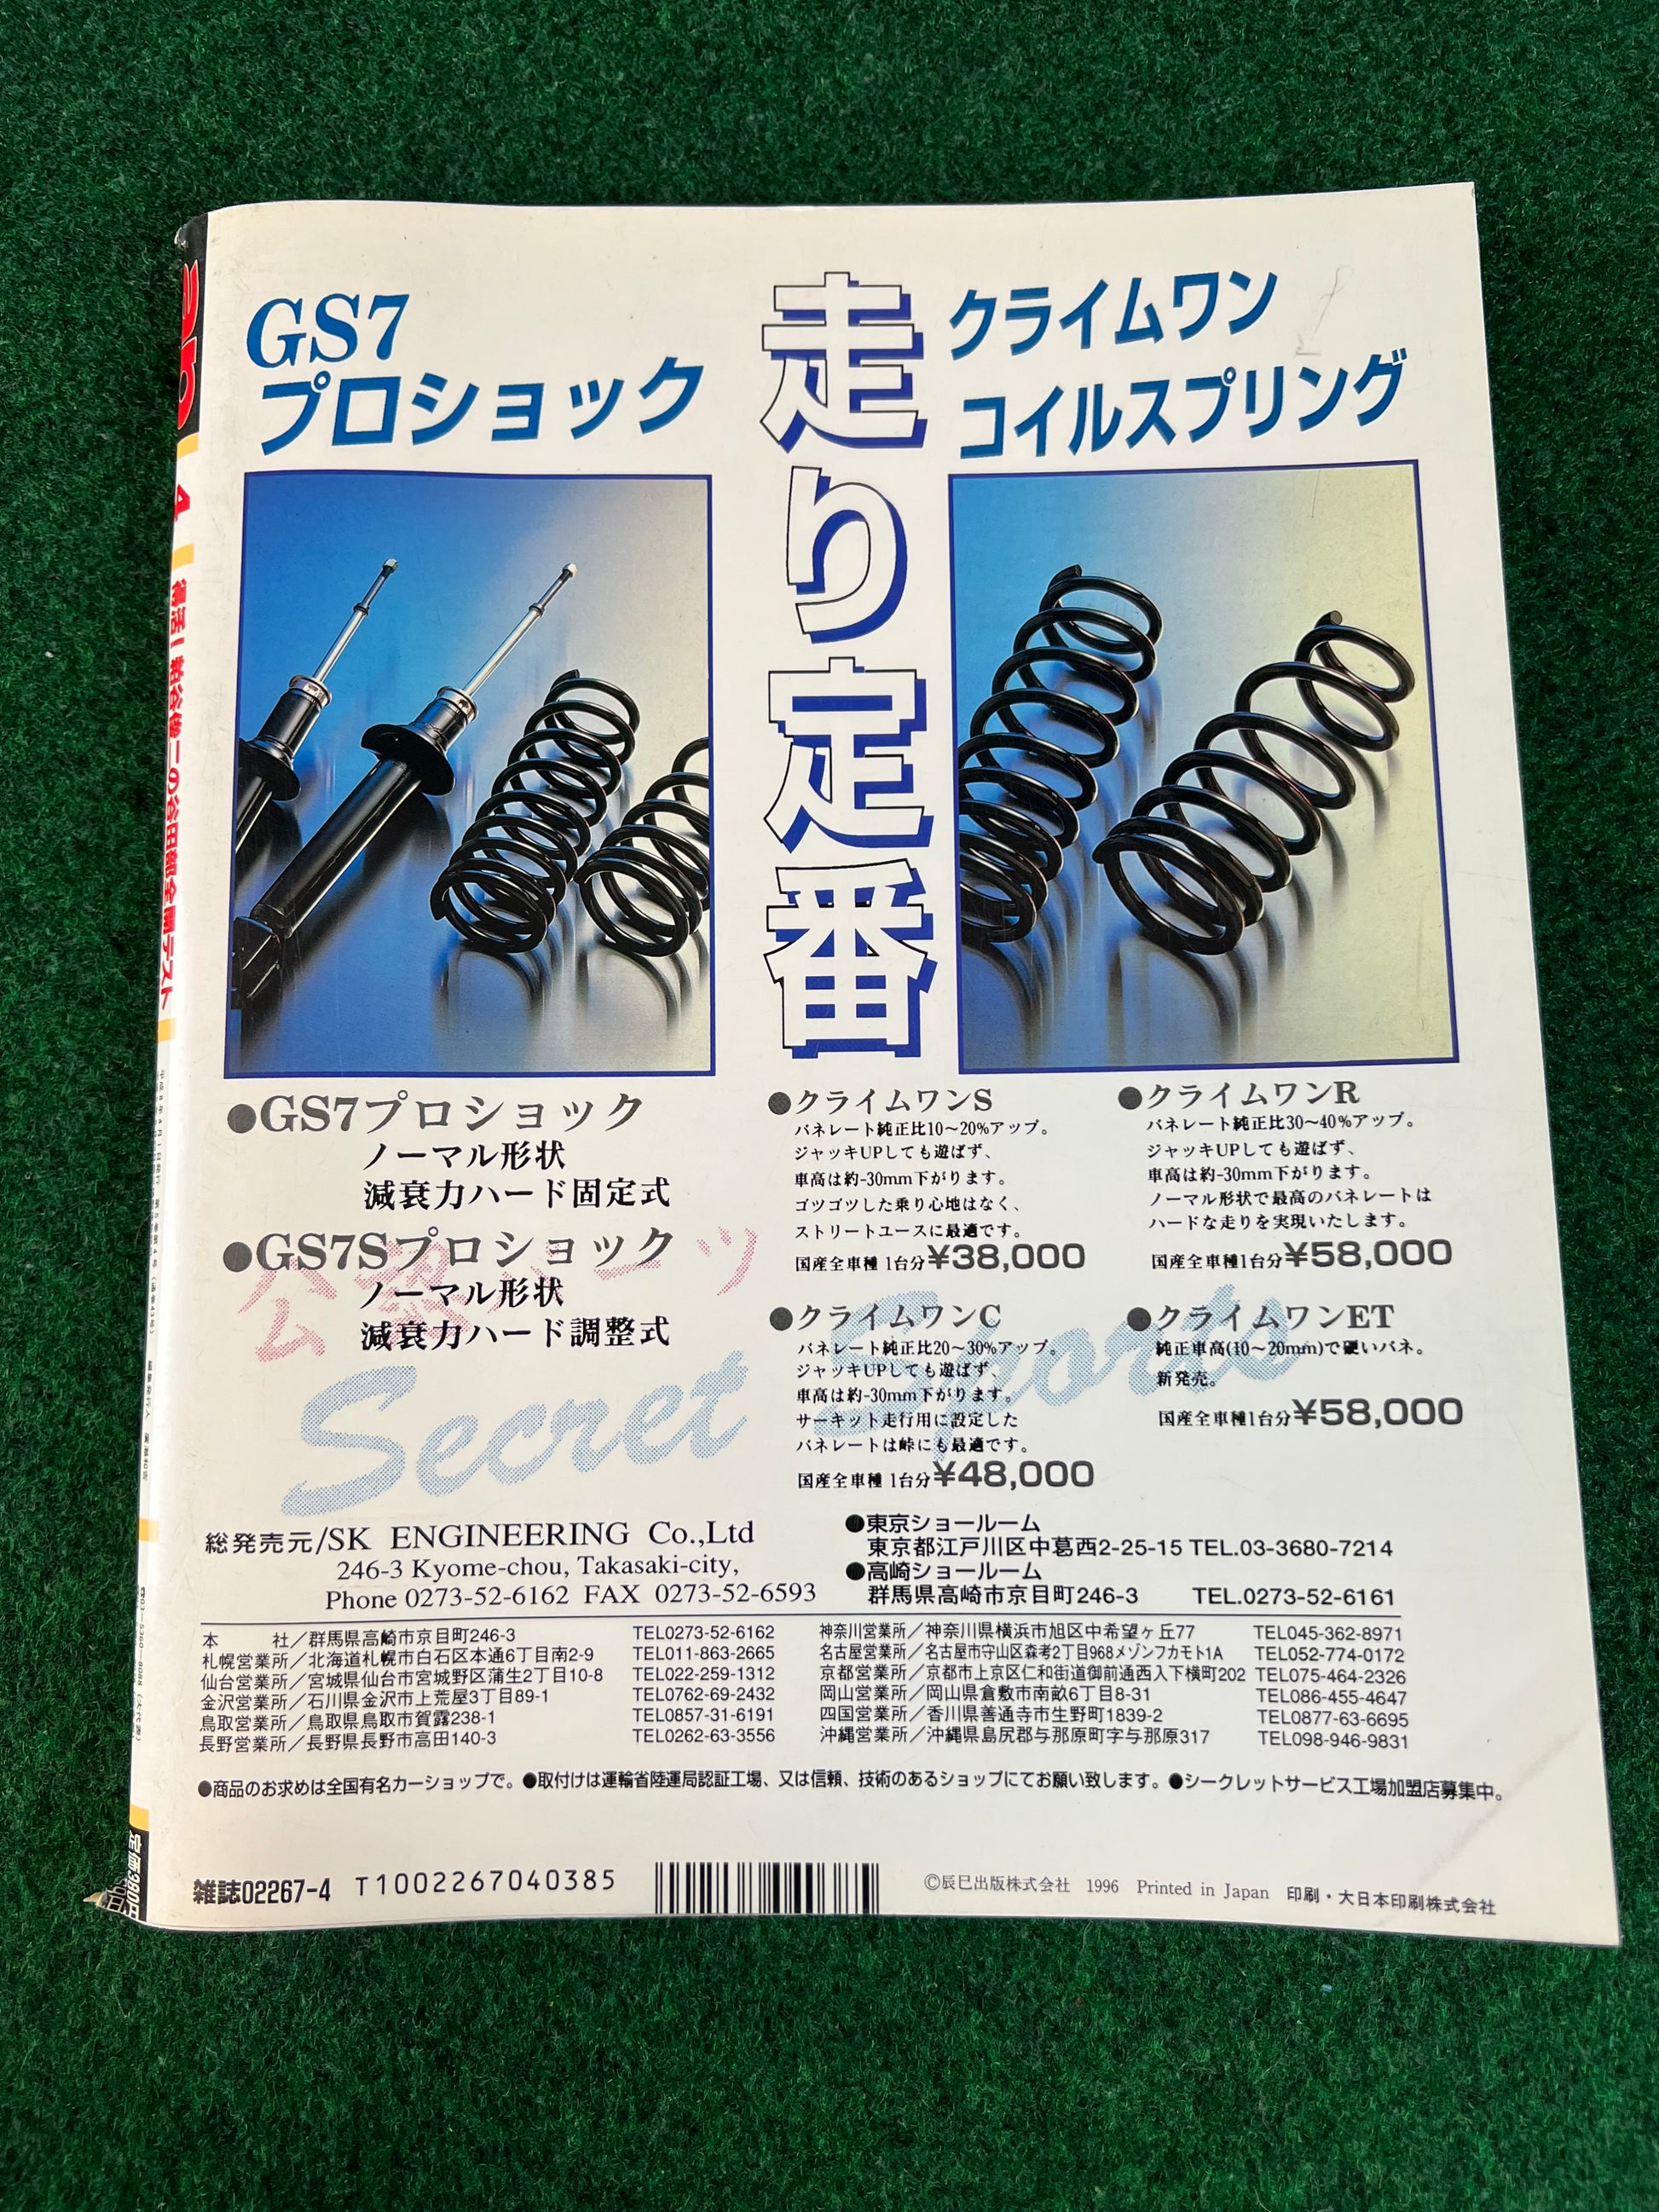 GS7
プロショック
走り定番
クライムワン
コイルスプリング
●GS7プロショック
ノーマル形状
減衰力ハード固定式
●GS7Sプロショック
ノーマル形状
減衰力ハード調整式
公認パーツ
Secret Sports
●クライムワンS
バネレート純正比10～20%アップ。
ジャッキUPしても遊ばず、
車高は約-30mm下がります。
ゴツゴツした乗り心地はなく、
ストリートユースに最適です。
国産全車種 1台分¥38,000
●クライムワンR
バネレート純正比30～40%アップ。
ジャッキUPしても遊ばず、
車高は約-30mm下がります。
ノーマル形状で最高のバネレートは
ハードな走りを実現いたします。
国産全車種1台分¥58,000
●クライムワンC
バネレート純正比20～30%アップ。
ジャッキUPしても遊ばず、
車高は約-30mm下がります。
サーキット走行用に設定した
バネレートは峠にも最適です。
国産全車種 1台分¥48,000
●クライムワンET
純正車高(10～20mm)で硬いバネ。
新発売。
国産全車種1台分¥58,000
総発売元/SK ENGINEERING Co.,Ltd
246-3 Kyome-chou, Takasaki-city,
Phone 0273-52-6162 FAX 0273-52-6593
●東京ショールーム
東京都江戸川区中葛西2-25-15 TEL.03-3680-7214
●高崎ショールーム
群馬県高崎市京目町246-3 TEL.0273-52-6161
本 社／群馬県高崎市京目町246-3 TEL0273-52-6162
札幌営業所／北海道札幌市白石区本通6丁目南2-9 TEL011-863-2665
仙台営業所／宮城県仙台市宮城野区蒲生2丁目10-8 TEL022-259-1312
金沢営業所／石川県金沢市上荒屋3丁目89-1 TEL0762-69-2432
鳥取営業所／鳥取県鳥取市賀露238-1 TEL0857-31-6191
長野営業所／長野県長野市高田140-3 TEL0262-63-3556
神奈川営業所／神奈川県横浜市旭区中希望ヶ丘77 TEL045-362-8971
名古屋営業所／名古屋市守山区森孝2丁目968メゾンフカモト1A TEL052-774-0172
京都営業所／京都市上京区仁和街道御前通西入下横町202 TEL075-464-2326
岡山営業所／岡山県倉敷市南畝6丁目8-31 TEL086-455-4647
四国営業所／香川県善通寺市生野町1839-2 TEL0877-63-6695
沖縄営業所／沖縄県島尻郡与那原町字与那原317 TEL098-946-9831
●商品のお求めは全国有名カーショップで。●取付けは運輸省陸運局認証工場、又は信頼、技術のあるショップにてお願い致します。●シークレットサービス工場加盟店募集中。
雑誌02267-4 T1002267040385
©辰巳出版株式会社 1996 Printed in Japan 印刷・大日本印刷株式会社
4
の谷田部全開テスト
定価980円